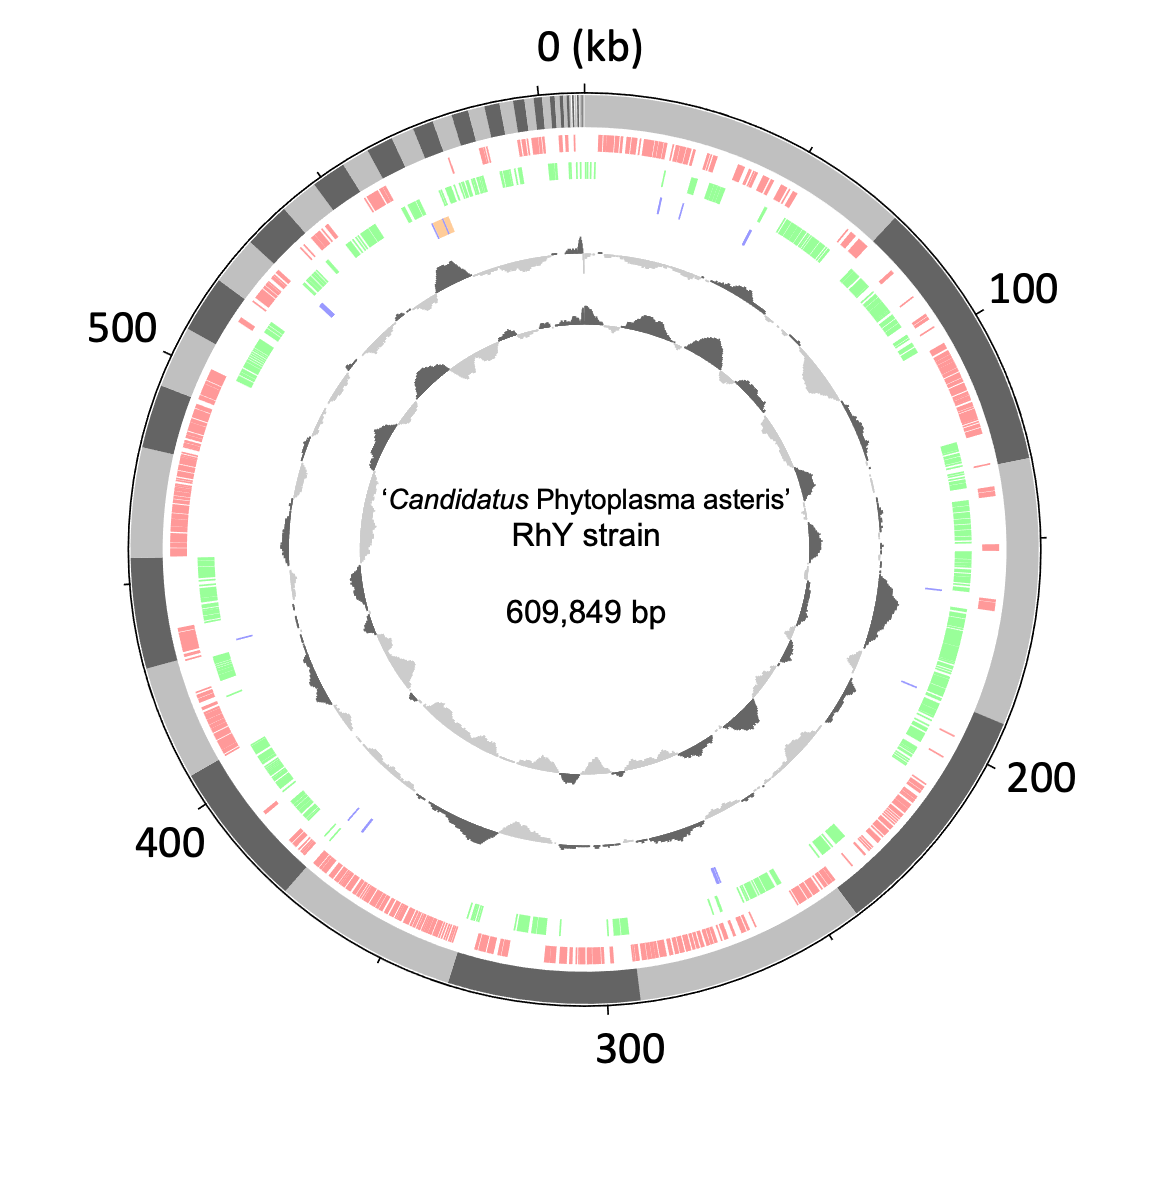 0 (kb)
100
500
‘Candidatus Phytoplasma asteris’
RhY strain
609,849 bp
200
400
300